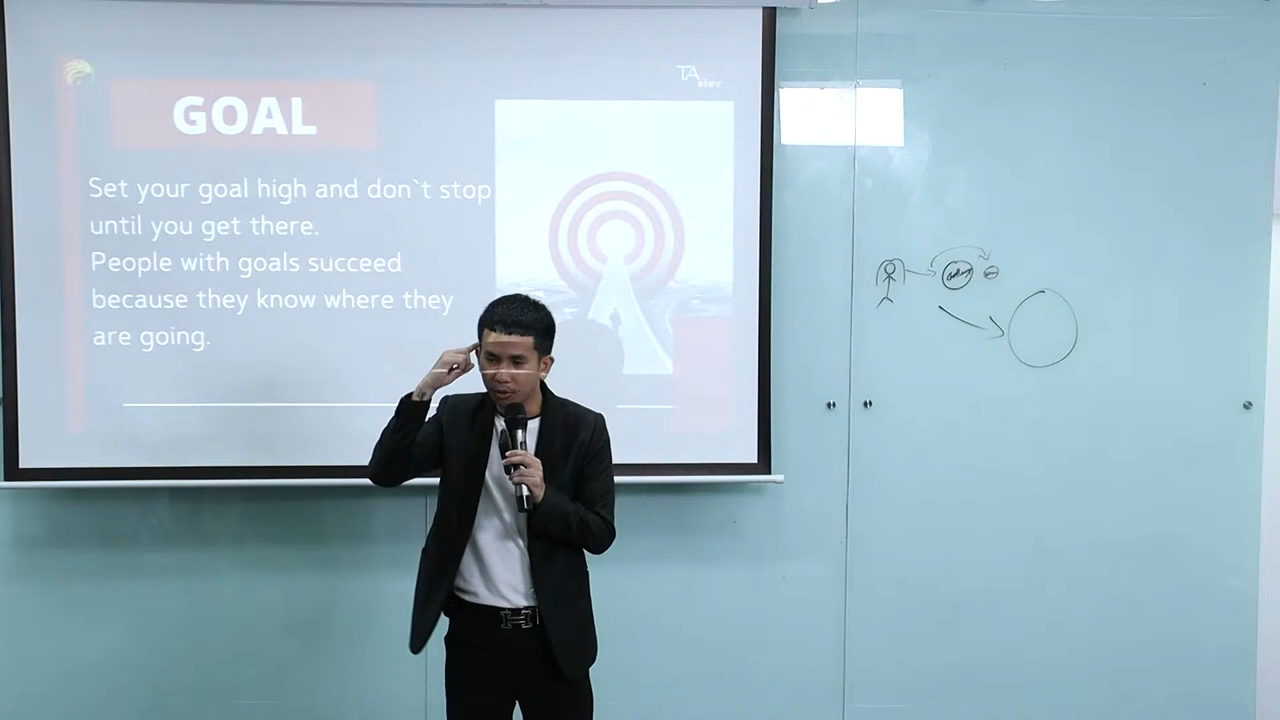 TA
elev
GOAL
Set your goal high and don`t stop
until you get there.
People with goals succeed
because they know where they
are going.